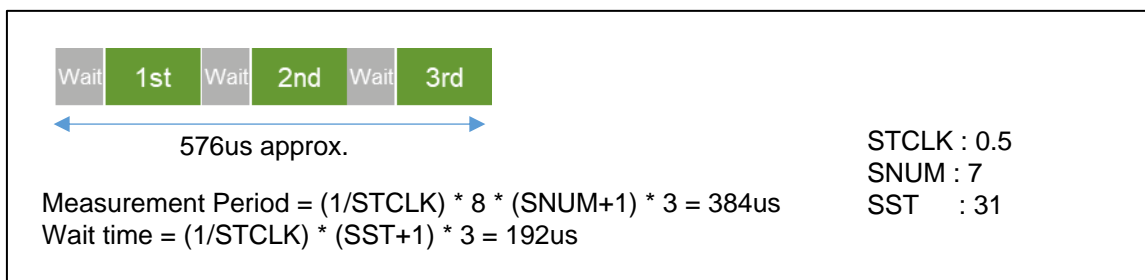 Wait 1st Wait 2nd Wait 3rd
576us approx.
STCLK : 0.5
SNUM : 7
SST : 31
Measurement Period = (1/STCLK) * 8 * (SNUM+1) * 3 = 384us
Wait time = (1/STCLK) * (SST+1) * 3 = 192us